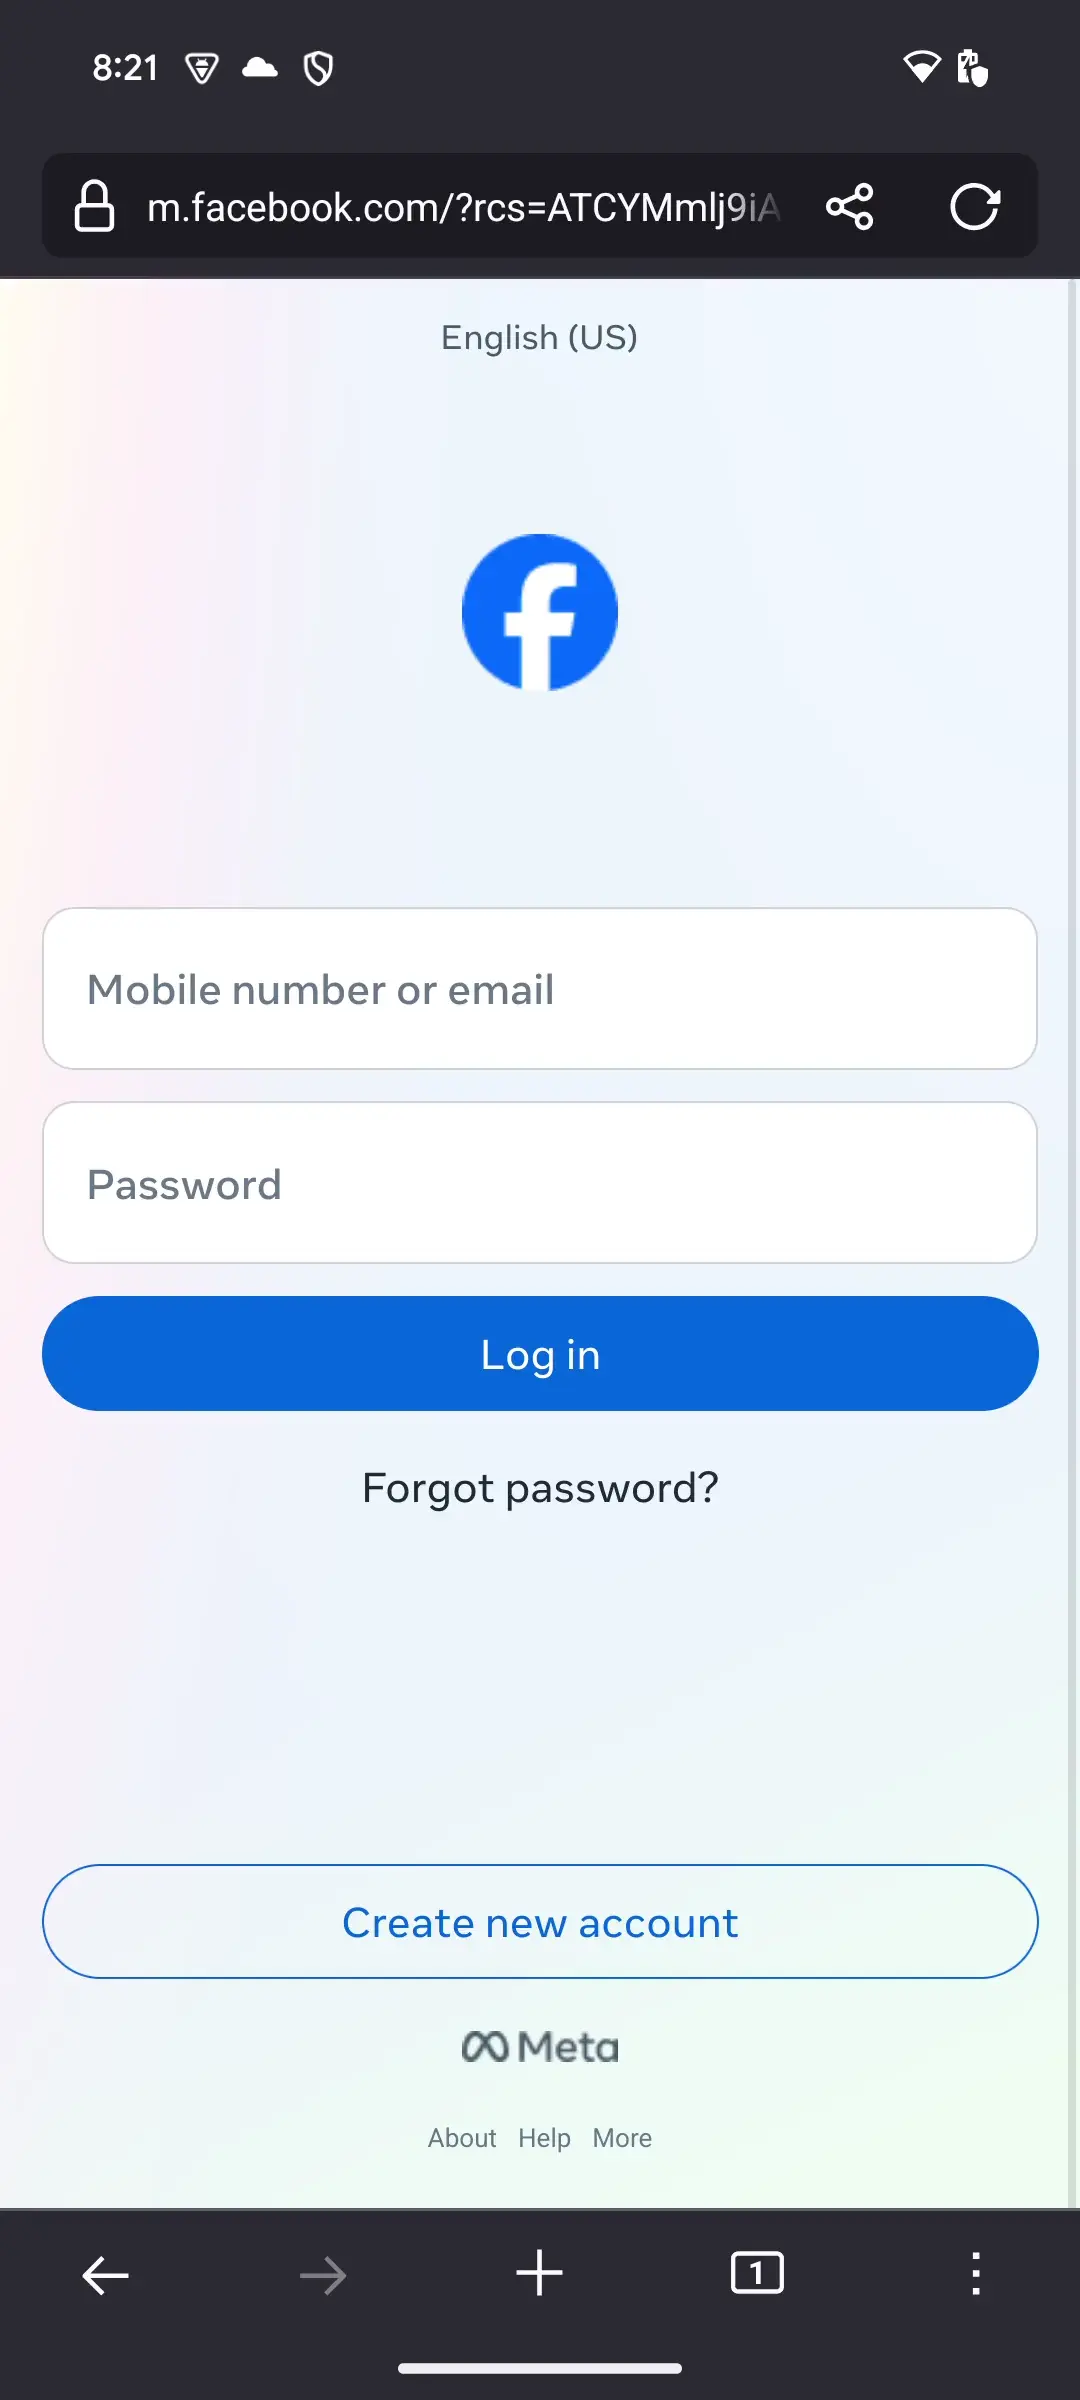 8:21
m.facebook.com/?rcs=ATCYMmlj9iA
English (US)
Mobile number or email
Password
Log in
Forgot password?
Create new account
Meta
About Help More
1